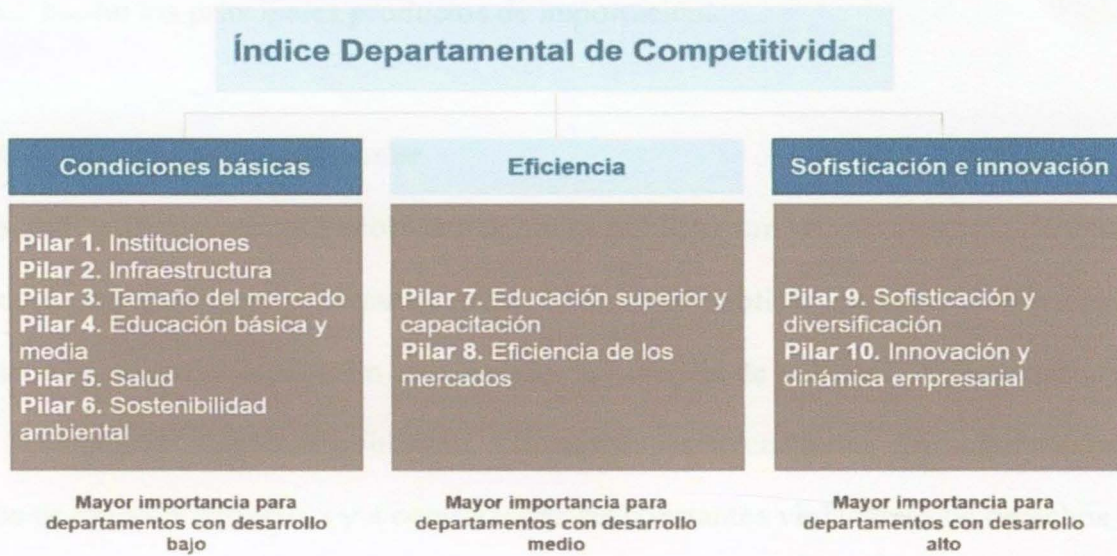 Índice Departamental de Competitividad
Condiciones básicas
Pilar 1. Instituciones
Pilar 2. Infraestructura
Pilar 3. Tamaño del mercado
Pilar 4. Educación básica y
media
Pilar 5. Salud
Pilar 6. Sostenibilidad
ambiental
Mayor importancia para
departamentos con desarrollo
bajo
Eficiencia
Pilar 7. Educación superior y
capacitación
Pilar 8. Eficiencia de los
mercados
Mayor importancia para
departamentos con desarrollo
medio
Sofisticación e innovación
Pilar 9. Sofisticación y
diversificación
Pilar 10. Innovación y
dinámica empresarial
Mayor importancia para
departamentos con desarrollo
alto